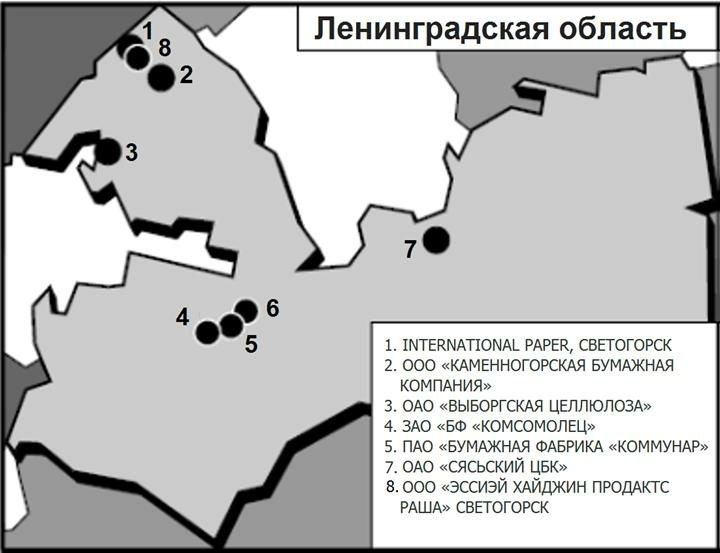 Ленинградская область
1
8
2
3
7
4
6
5
1. INTERNATIONAL PAPER, СВЕТОГОРСК
2. ООО «КАМЕННОГОРСКАЯ БУМАЖНАЯ
КОМПАНИЯ»
3. ОАО «ВЫБОРГСКАЯ ЦЕЛЛЮЛОЗА»
4. ЗАО «БФ «КОМСОМОЛЕЦ»
5. ПАО «БУМАЖНАЯ ФАБРИКА «КОММУНАР»
7. ОАО «СЯСЬСКИЙ ЦБК»
8. ООО «ЭССИЭЙ ХАЙДЖИН ПРОДАКТС
РАША» СВЕТОГОРСК